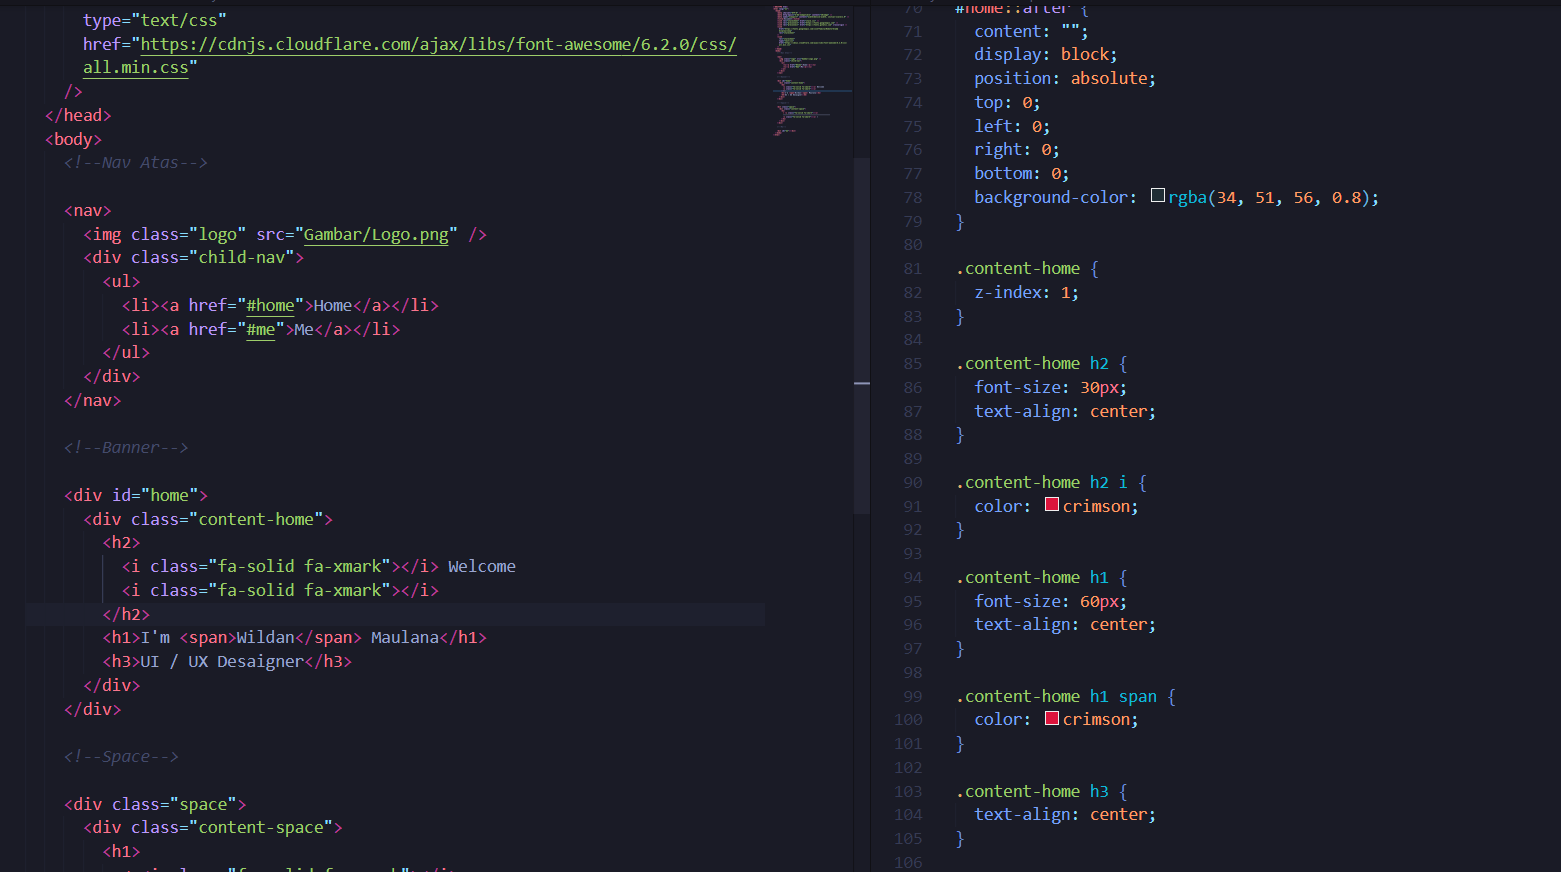 type="text/css"
href="https://cdnjs.cloudflare.com/ajax/libs/font-awesome/6.2.0/css/
all.min.css"
/>
</head>
<body>
<!--Nav Atas-->
<nav>
<img class="logo" src="Gambar/Logo.png" />
<div class="child-nav">
<ul>
<li><a href="#home">Home</a></li>
<li><a href="#me">Me</a></li>
</ul>
</div>
</nav>
<!--Banner-->
<div id="home">
<div class="content-home">
<h2>
<i class="fa-solid fa-xmark"></i> Welcome
<i class="fa-solid fa-xmark"></i>
</h2>
<h1>I'm <span>Wildan</span> Maulana</h1>
<h3>UI / UX Desaigner</h3>
</div>
</div>
<!--Space-->
<div class="space">
<div class="content-space">
<h1>
70 #home::after {
71 content: "";
72 display: block;
73 position: absolute;
74 top: 0;
75 left: 0;
76 right: 0;
77 bottom: 0;
78 background-color: rgba(34, 51, 56, 0.8);
79 }
80
81 .content-home {
82 z-index: 1;
83 }
84
85 .content-home h2 {
86 font-size: 30px;
87 text-align: center;
88 }
89
90 .content-home h2 i {
91 color: crimson;
92 }
93
94 .content-home h1 {
95 font-size: 60px;
96 text-align: center;
97 }
98
99 .content-home h1 span {
100 color: crimson;
101 }
102
103 .content-home h3 {
104 text-align: center;
105 }
106